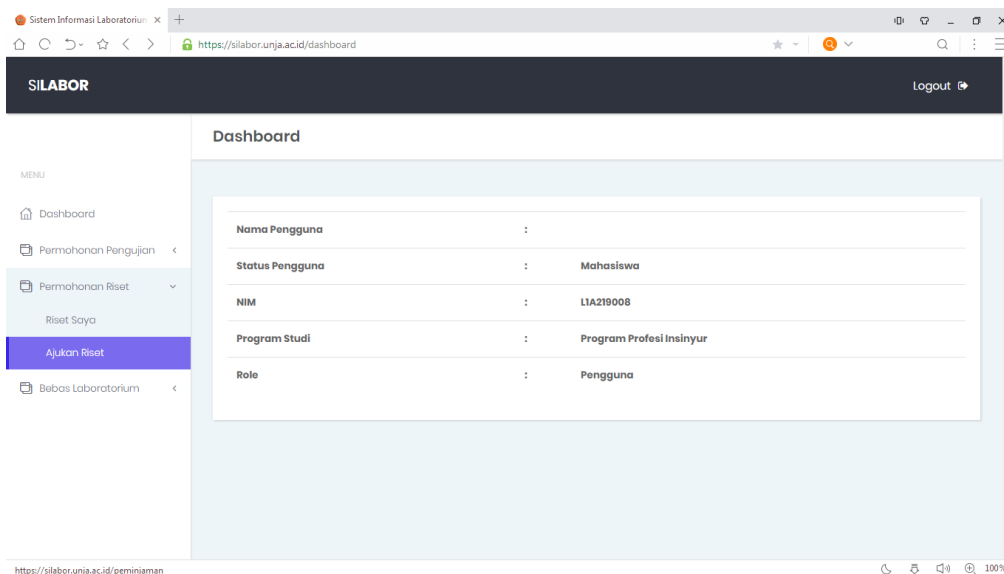 Sistem Informasi Laboratoriun
https://silabor.unja.ac.id/dashboard
SILABOR
Logout
Dashboard
MENU
Dashboard
Permohonan Pengujian
Permohonan Riset
Riset Saya
Ajukan Riset
Bebas Laboratorium
Nama Pengguna :
Status Pengguna : Mahasiswa
NIM : L1A219008
Program Studi : Program Profesi Insinyur
Role : Pengguna
https://silabor.unja.ac.id/peminjaman
100%